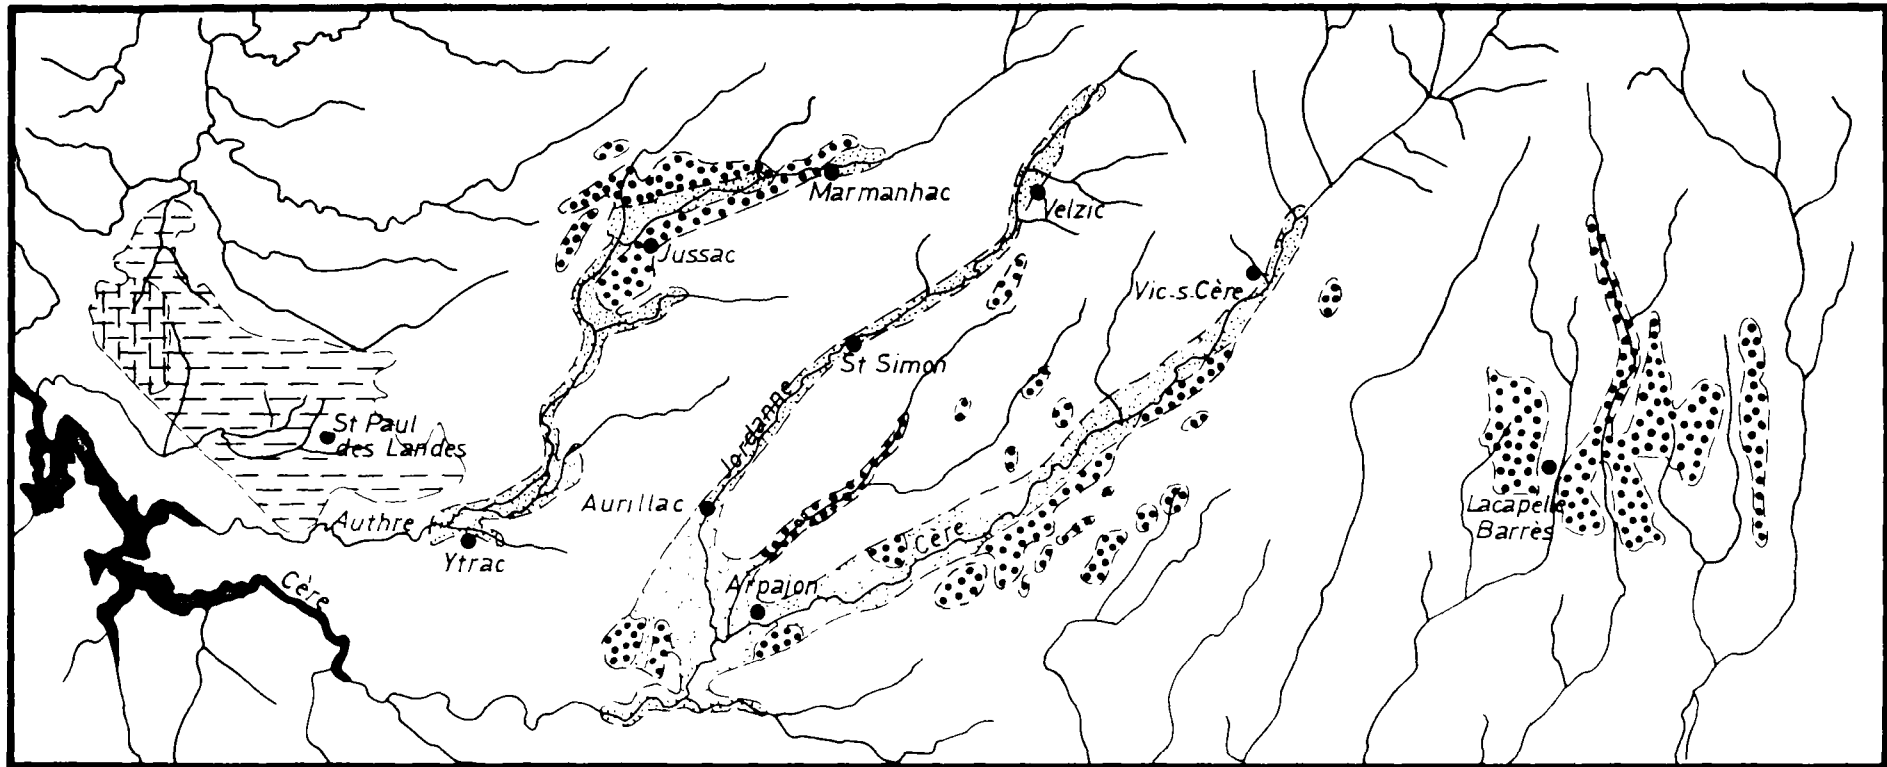 Marmanhac
Velzic
Jussac
Vic-s-Cère
St Simon
Jordanne
St Paul
des Landes
Aurillac
Lacapelle
Barrès
Authre
Cère
Ytrac
Arpajon
Cère